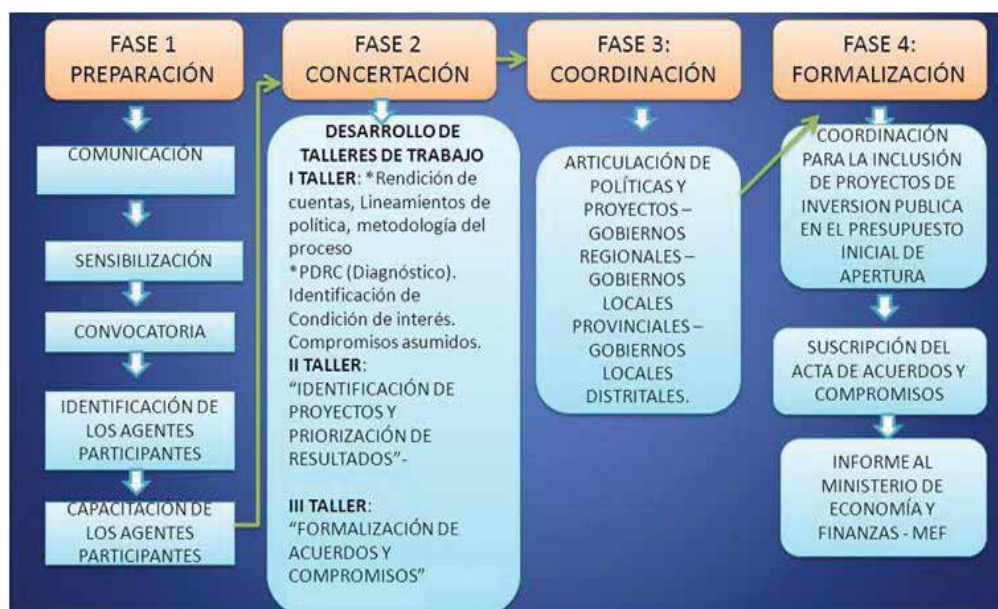 FASE 1
PREPARACIÓN
COMUNICACIÓN
SENSIBILIZACIÓN
CONVOCATORIA
IDENTIFICACIÓN DE
LOS AGENTES
PARTICIPANTES
CAPACITACIÓN DE
LOS AGENTES
PARTICIPANTES
FASE 2
CONCERTACIÓN
DESARROLLO DE
TALLERES DE TRABAJO
I TALLER: *Rendición de
cuentas, Lineamientos de
política, metodología del
proceso
*PDRC (Diagnóstico).
Identificación de
Condición de interés.
Compromisos asumidos.
II TALLER:
“IDENTIFICACIÓN DE
PROYECTOS Y
PRIORIZACIÓN DE
RESULTADOS”-
III TALLER:
“FORMALIZACIÓN DE
ACUERDOS Y
COMPROMISOS”
FASE 3:
COORDINACIÓN
ARTICULACIÓN DE
POLÍTICAS Y
PROYECTOS –
GOBIERNOS
REGIONALES –
GOBIERNOS
LOCALES
PROVINCIALES –
GOBIERNOS
LOCALES
DISTRITALES.
FASE 4:
FORMALIZACIÓN
COORDINACIÓN
PARA LA INCLUSIÓN
DE PROYECTOS DE
INVERSION PUBLICA
EN EL PRESUPUESTO
INICIAL DE
APERTURA
SUSCRIPCIÓN DEL
ACTA DE ACUERDOS Y
COMPROMISOS
INFORME AL
MINISTERIO DE
ECONOMÍA Y
FINANZAS - MEF